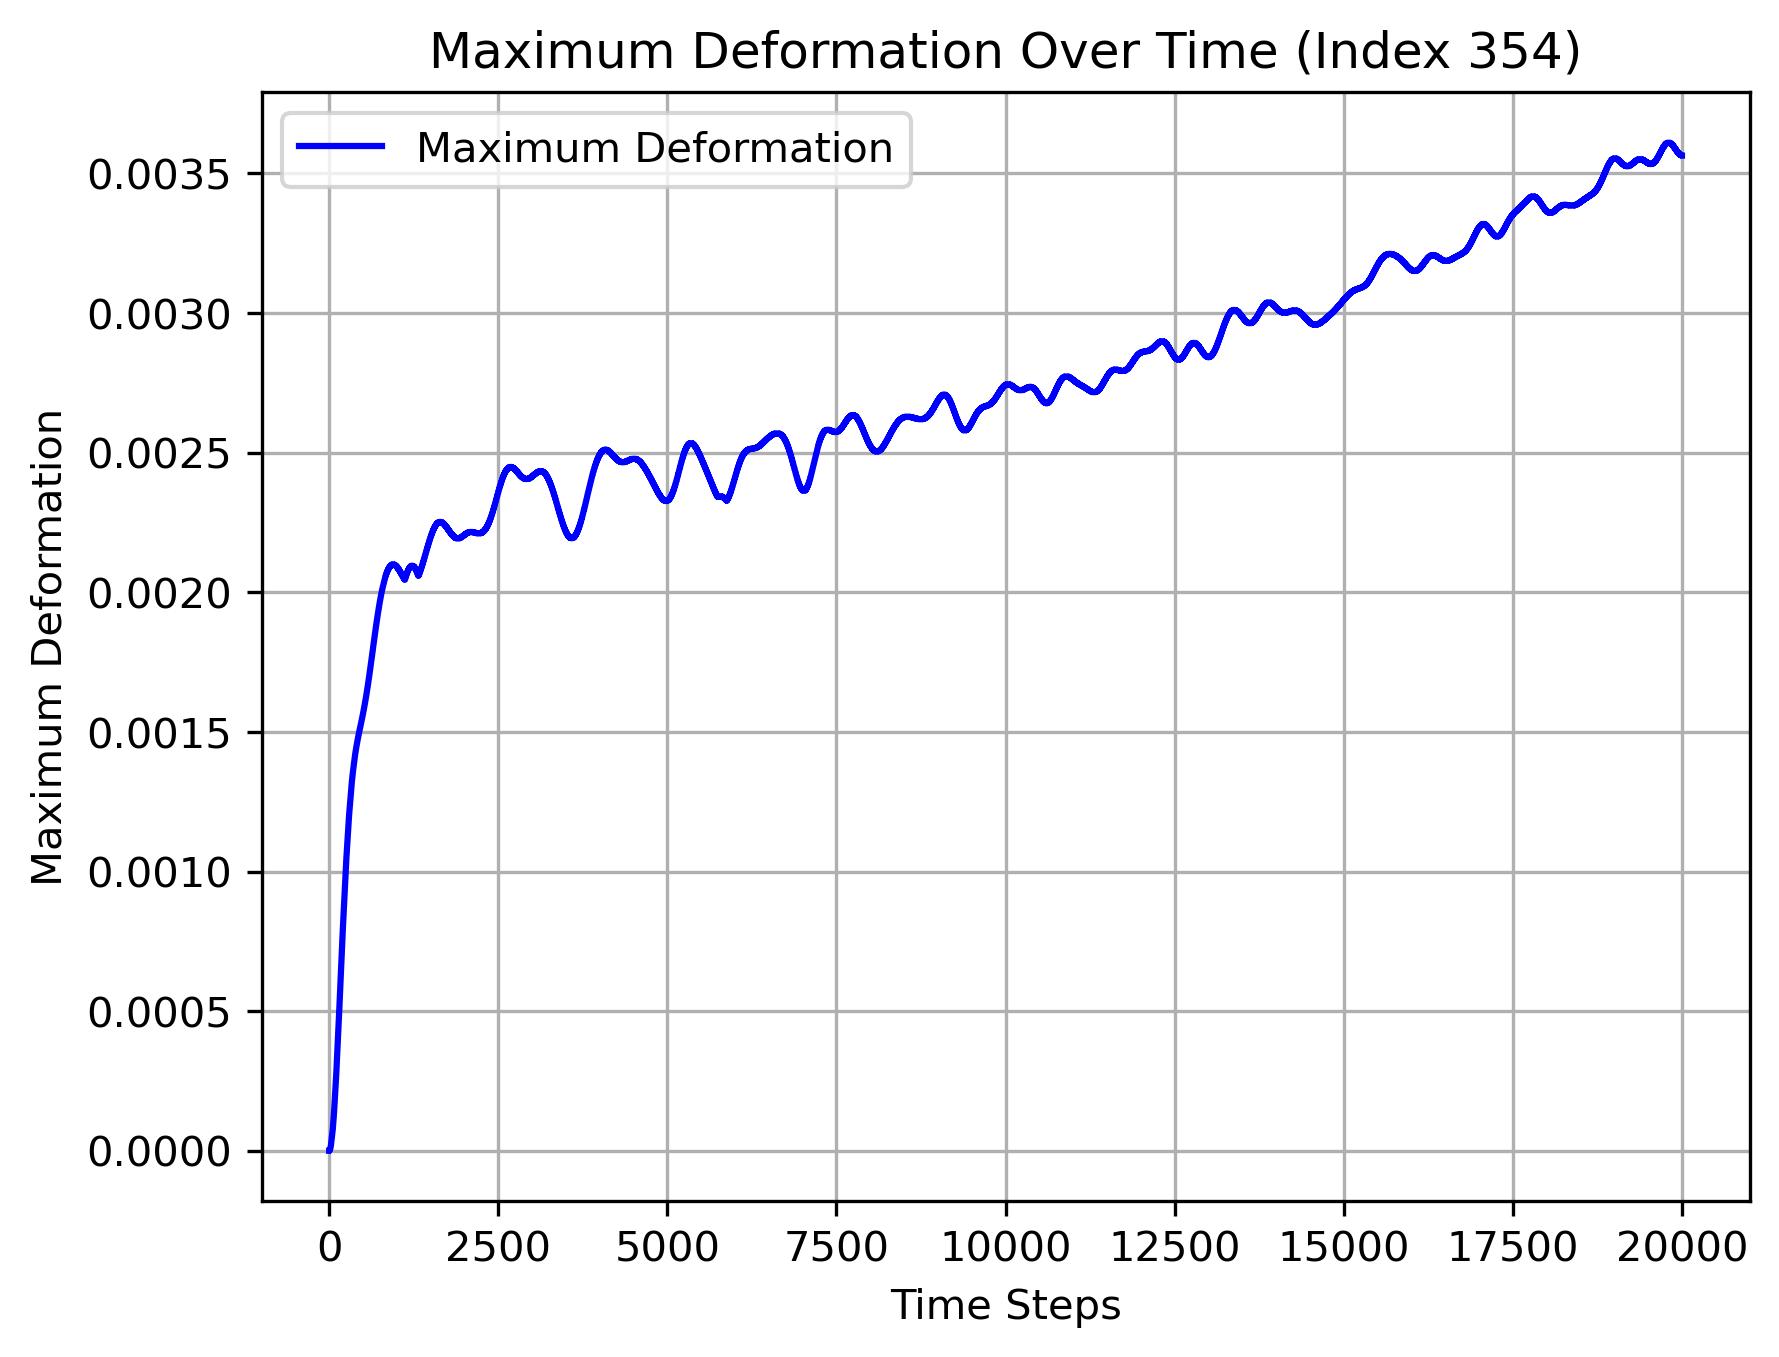 Maximum Deformation Over Time (Index 354)
Maximum Deformation
0.0035
0.0030
0.0025
0.0020
0.0015
0.0010
0.0005
0.0000
Maximum Deformation
0 2500 5000 7500 10000 12500 15000 17500 20000
Time Steps